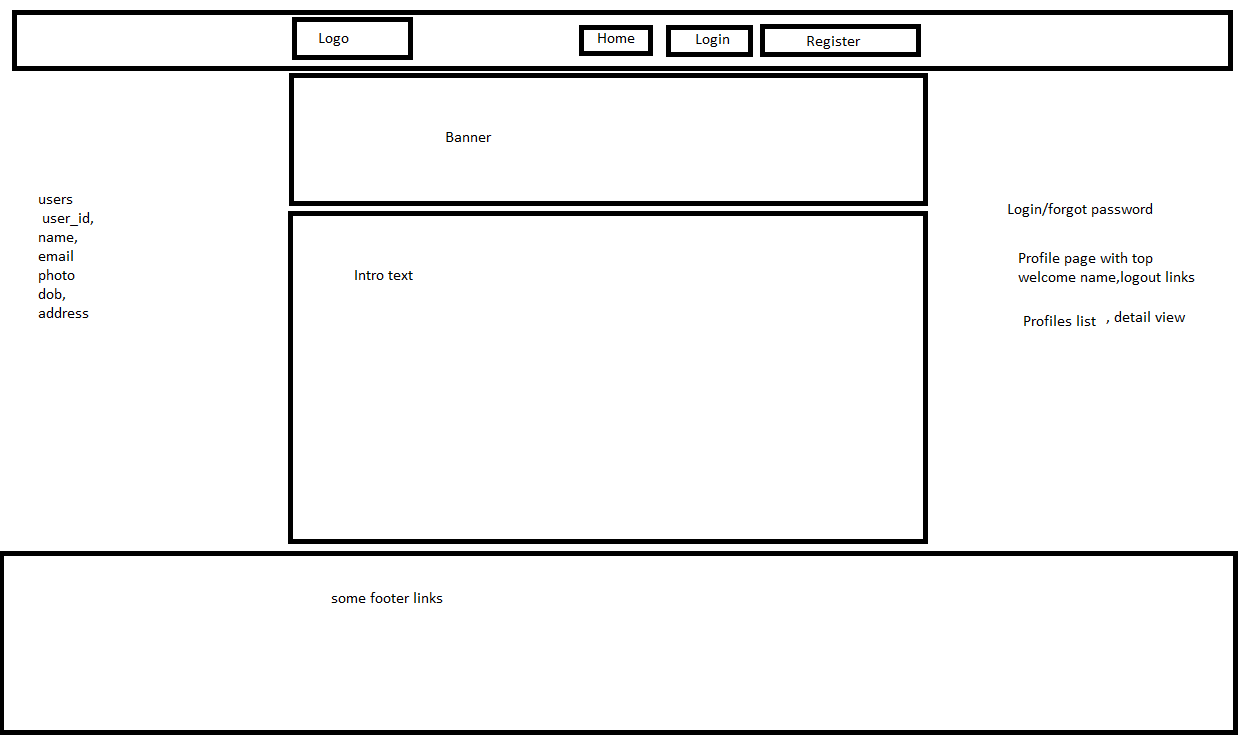 Logo
Home
Login
Register
Banner
users
user_id,
name,
email
photo
dob,
address
Intro text
Login/forgot password
Profile page with top
welcome name,logout links
Profiles list , detail view
some footer links